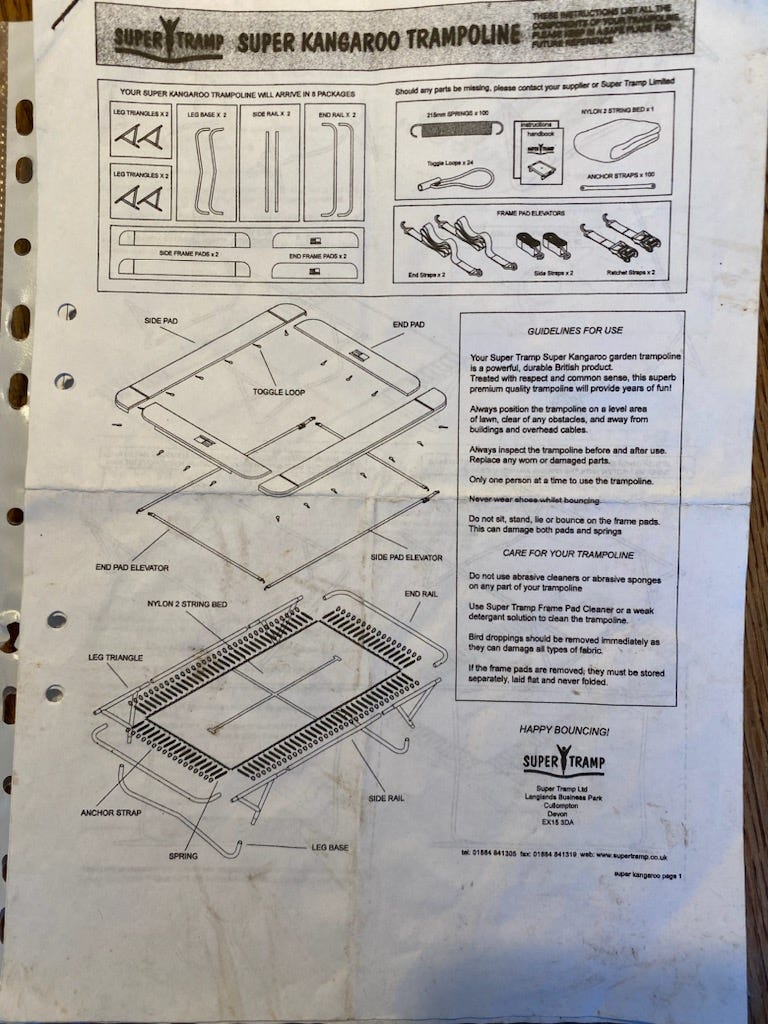 SUPER TRAMP SUPER KANGAROO TRAMPOLINE
THESE INSTRUCTIONS LIST ALL THE
COMPONENTS OF YOUR TRAMPOLINE.
PLEASE KEEP IN A SAFE PLACE FOR
FUTURE REFERENCE.
YOUR SUPER KANGAROO TRAMPOLINE WILL ARRIVE IN 8 PACKAGES
LEG TRIANGLES X 2
LEG BASE X 2
SIDE RAIL X 2
END RAIL X 2
LEG TRIANGLES X 2
SIDE FRAME PADS x 2
END FRAME PADS x 2
Should any parts be missing, please contact your supplier or Super Tramp Limited
215mm SPRINGS x 100
instructions
handbook
SUPER TRAMP
NYLON 2 STRING BED x 1
Toggle Loops x 24
ANCHOR STRAPS x 100
FRAME PAD ELEVATORS
End Straps x 2
Side Straps x 2
Ratchet Straps x 2
SIDE PAD
END PAD
TOGGLE LOOP
END PAD ELEVATOR
SIDE PAD ELEVATOR
NYLON 2 STRING BED
END RAIL
LEG TRIANGLE
SIDE RAIL
ANCHOR STRAP
SPRING
LEG BASE
GUIDELINES FOR USE
Your Super Tramp Super Kangaroo garden trampoline
is a powerful, durable British product.
Treated with respect and common sense, this superb
premium quality trampoline will provide years of fun!
Always position the trampoline on a level area
of lawn, clear of any obstacles, and away from
buildings and overhead cables.
Always inspect the trampoline before and after use.
Replace any worn or damaged parts.
Only one person at a time to use the trampoline.
Never wear shoes whilst bouncing.
Do not sit, stand, lie or bounce on the frame pads.
This can damage both pads and springs
CARE FOR YOUR TRAMPOLINE
Do not use abrasive cleaners or abrasive sponges
on any part of your trampoline
Use Super Tramp Frame Pad Cleaner or a weak
detergent solution to clean the trampoline.
Bird droppings should be removed immediately as
they can damage all types of fabric.
If the frame pads are removed, they must be stored
separately, laid flat and never folded.
HAPPY BOUNCING!
SUPER TRAMP
Super Tramp Ltd
Langlands Business Park
Cullompton
Devon
EX15 3DA
tel: 01884 841305 fax: 01884 841319 web: www.supertramp.co.uk
super kangaroo page 1